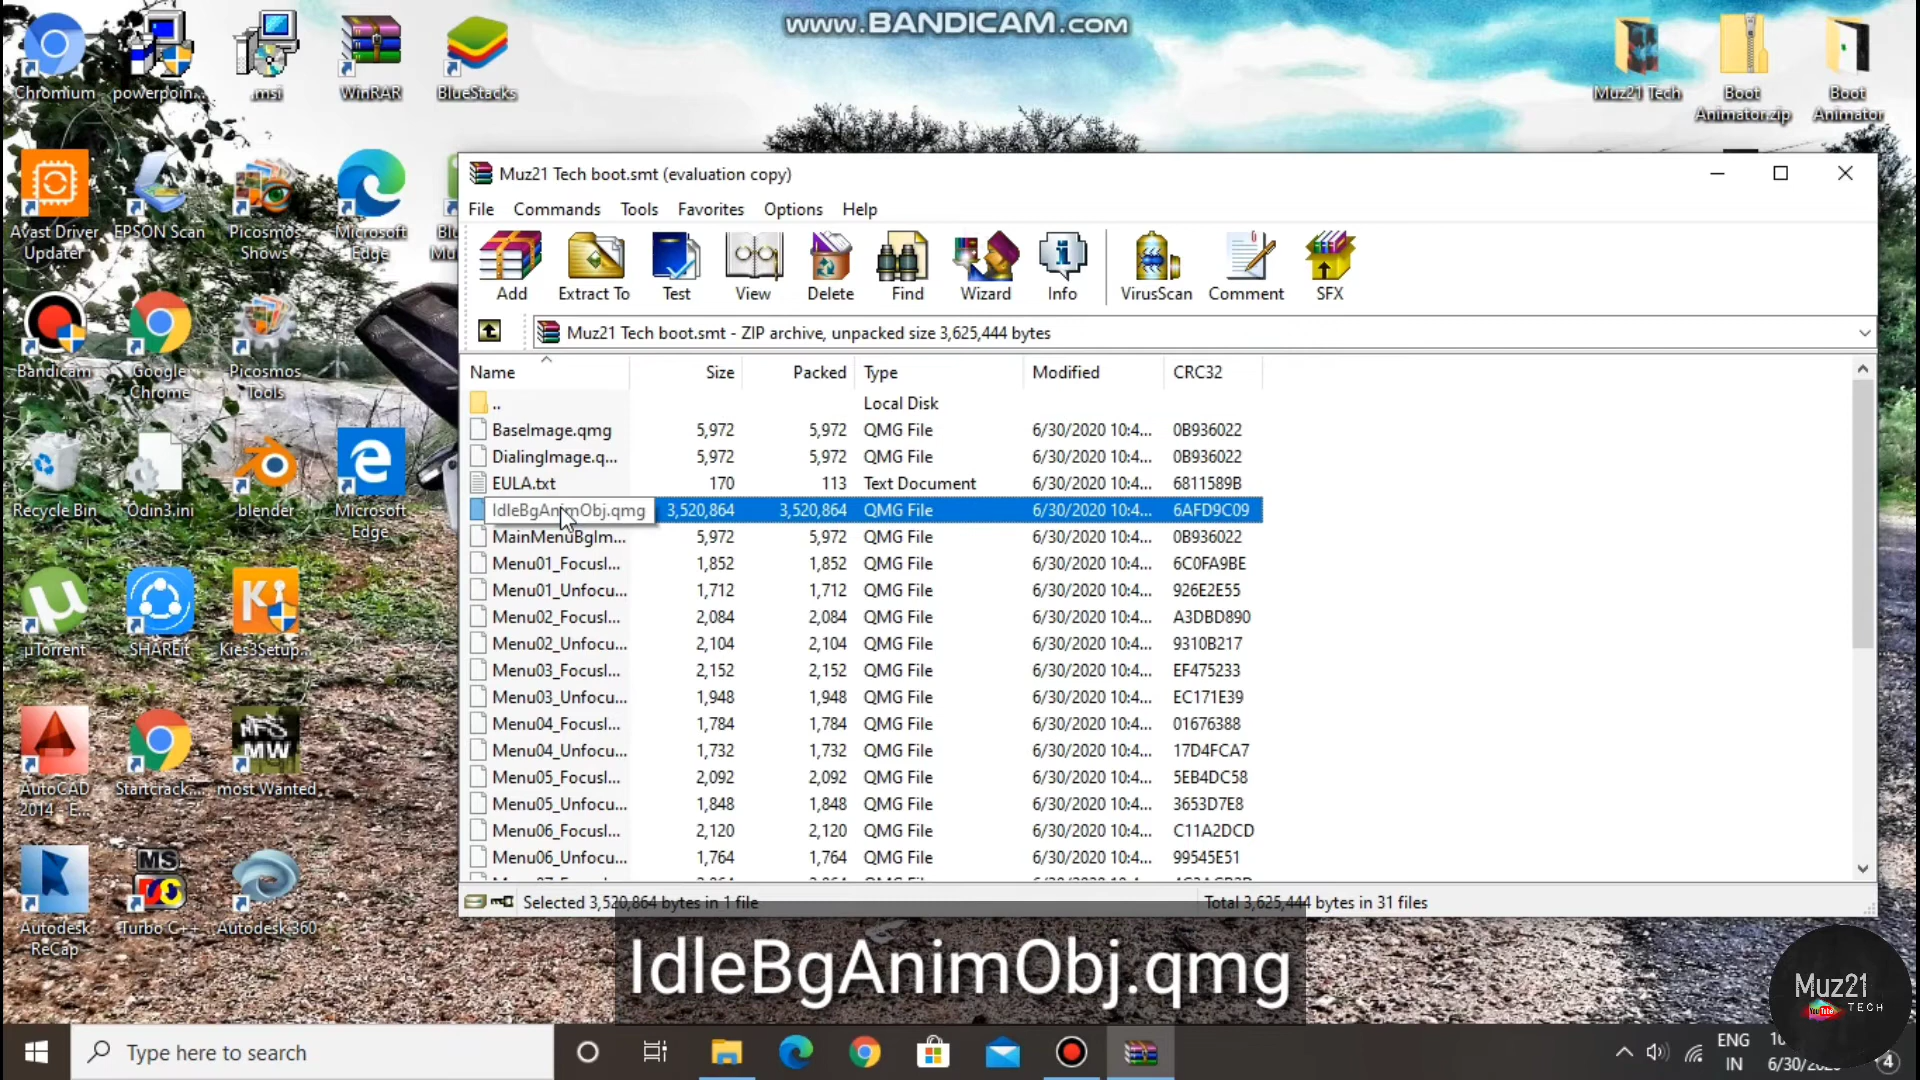 www.BANDICAM.com
Chromium
powerpoin...
.msi
WinRAR
BlueStacks
Muz21 Tech
Boot
Animator.zip
Boot
Animator
Avast Driver
Updater
EPSON Scan
Picosmos
Shows
Microsoft
Edge
Bandicam
Google
Chrome
Picosmos
Tools
Recycle Bin
Odin3.ini
blender
Microsoft
Edge
µTorrent
SHAREit
Kies3Setup...
AutoCAD
2014 - E...
Startcrack...
most Wanted
Autodesk
ReCap
Turbo C++
Autodesk 360
Muz21 Tech boot.smt (evaluation copy)
File Commands Tools Favorites Options Help
Add Extract To Test View Delete Find Wizard Info VirusScan Comment SFX
Muz21 Tech boot.smt - ZIP archive, unpacked size 3,625,444 bytes
Name Size Packed Type Modified CRC32
.. Local Disk
BaseImage.qmg 5,972 5,972 QMG File 6/30/2020 10:4... 0B936022
DialingImage.q... 5,972 5,972 QMG File 6/30/2020 10:4... 0B936022
EULA.txt 170 113 Text Document 6/30/2020 10:4... 6811589B
IdleBgAnimObj.qmg 3,520,864 3,520,864 QMG File 6/30/2020 10:4... 6AFD9C09
MainMenuBgIm... 5,972 5,972 QMG File 6/30/2020 10:4... 0B936022
Menu01_FocusI... 1,852 1,852 QMG File 6/30/2020 10:4... 6C0FA9BE
Menu01_Unfocu... 1,712 1,712 QMG File 6/30/2020 10:4... 926E2E55
Menu02_FocusI... 2,084 2,084 QMG File 6/30/2020 10:4... A3DBD890
Menu02_Unfocu... 2,104 2,104 QMG File 6/30/2020 10:4... 9310B217
Menu03_FocusI... 2,152 2,152 QMG File 6/30/2020 10:4... EF475233
Menu03_Unfocu... 1,948 1,948 QMG File 6/30/2020 10:4... EC171E39
Menu04_FocusI... 1,784 1,784 QMG File 6/30/2020 10:4... 01676388
Menu04_Unfocu... 1,732 1,732 QMG File 6/30/2020 10:4... 17D4FCA7
Menu05_FocusI... 2,092 2,092 QMG File 6/30/2020 10:4... 5EB4DC58
Menu05_Unfocu... 1,848 1,848 QMG File 6/30/2020 10:4... 3653D7E8
Menu06_FocusI... 2,120 2,120 QMG File 6/30/2020 10:4... C11A2DCD
Menu06_Unfocu... 1,764 1,764 QMG File 6/30/2020 10:4... 99545E51
Selected 3,520,864 bytes in 1 file
Total 3,625,444 bytes in 31 files
IdleBgAnimObj.qmg
Muz21
YouTube TECH
Type here to search
ENG
IN
6/30/20
4